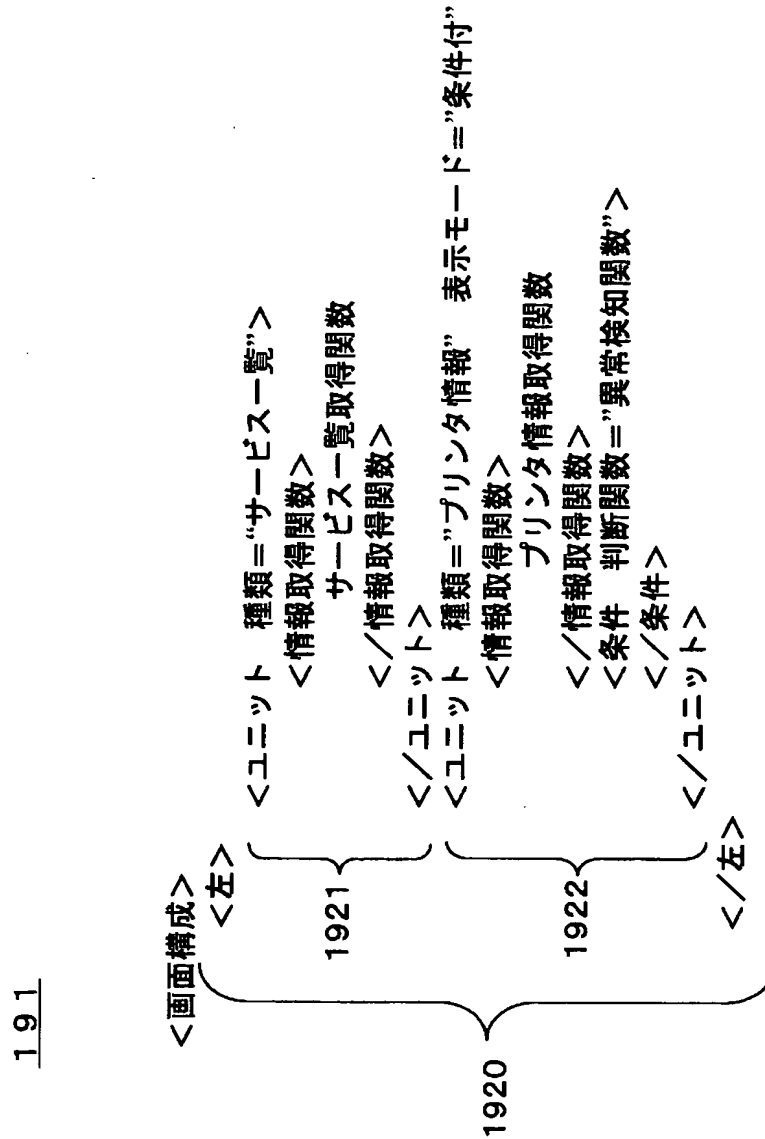 191
<画面構成>
<左>
<ユニット 種類=“サービス一覧”>
<情報取得関数>
サービス一覧取得関数
</情報取得関数>
</ユニット>
1921
<ユニット 種類=”プリンタ情報” 表示モード=”条件付”
<情報取得関数>
プリンタ情報取得関数
</情報取得関数>
<条件 判断関数=”異常検知関数”>
</条件>
</ユニット>
1922
</左>
1920